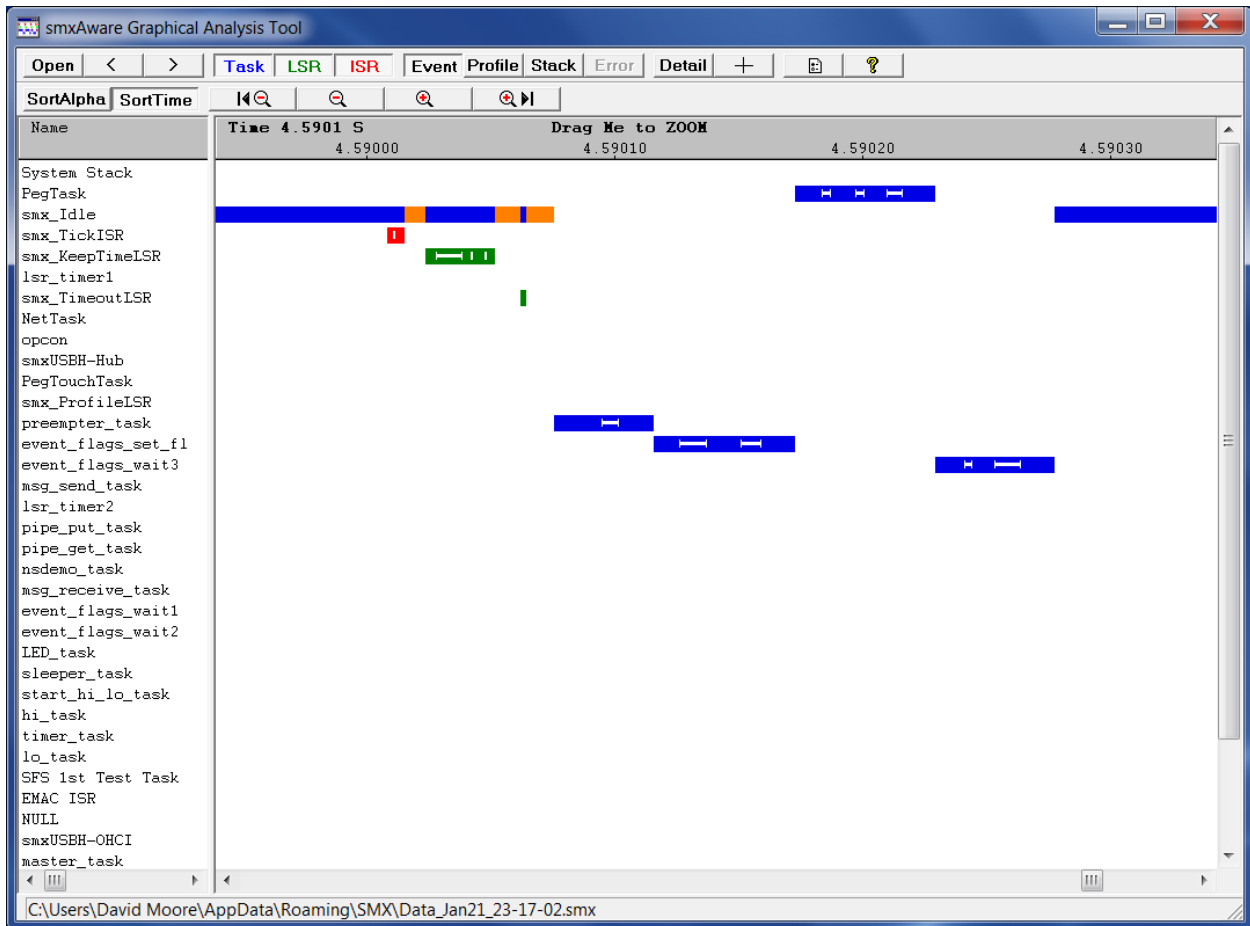 smxAware Graphical Analysis Tool
Open < > Task LSR ISR Event Profile Stack Error Detail + ?
SortAlpha SortTime
Name Time 4.5901 S Drag Me to ZOOM
4.59000 4.59010 4.59020 4.59030
System Stack
PegTask
smx_Idle
smx_TickISR
smx_KeepTimeLSR
lsr_timer1
smx_TimeoutLSR
NetTask
opcon
smxUSBH-Hub
PegTouchTask
smx_ProfileLSR
preempter_task
event_flags_set_fl
event_flags_wait3
msg_send_task
lsr_timer2
pipe_put_task
pipe_get_task
nsdemo_task
msg_receive_task
event_flags_wait1
event_flags_wait2
LED_task
sleeper_task
start_hi_lo_task
hi_task
timer_task
lo_task
SFS 1st Test Task
EMAC ISR
NULL
smxUSBH-OHCI
master_task
C:\Users\David Moore\AppData\Roaming\SMX\Data_Jan21_23-17-02.smx